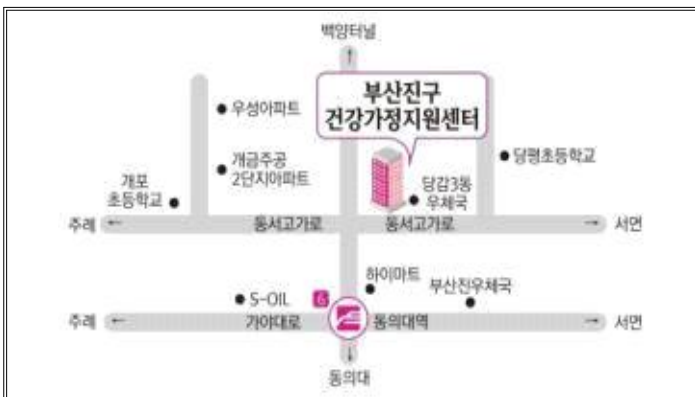 백양터널
↑
부산진구
건강가정지원센터
우성아파트
당평초등학교
개금주공
2단지아파트
개포
초등학교
당감3동
우체국
주례 ←
동서고가로
동서고가로
→ 서면
하이마트
부산진우체국
S-OIL
6
주례 ←
가야대로
동의대역
→ 서면
↓
동의대